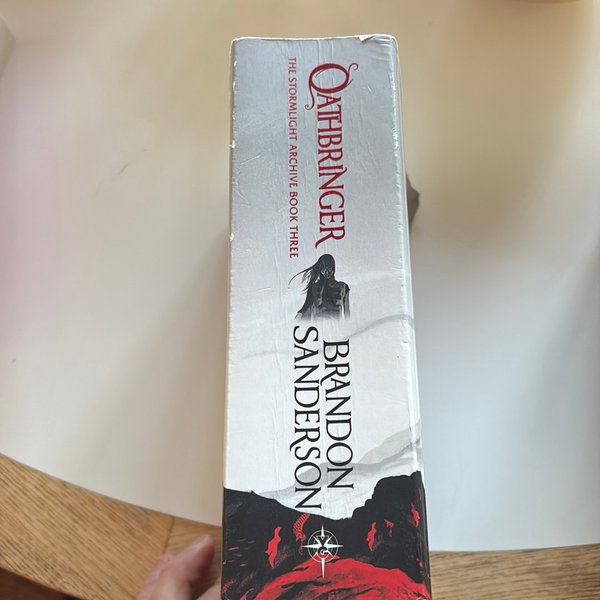 OATHBRINGER
THE STORMLIGHT ARCHIVE BOOK THREE
BRANDON
SANDERSON